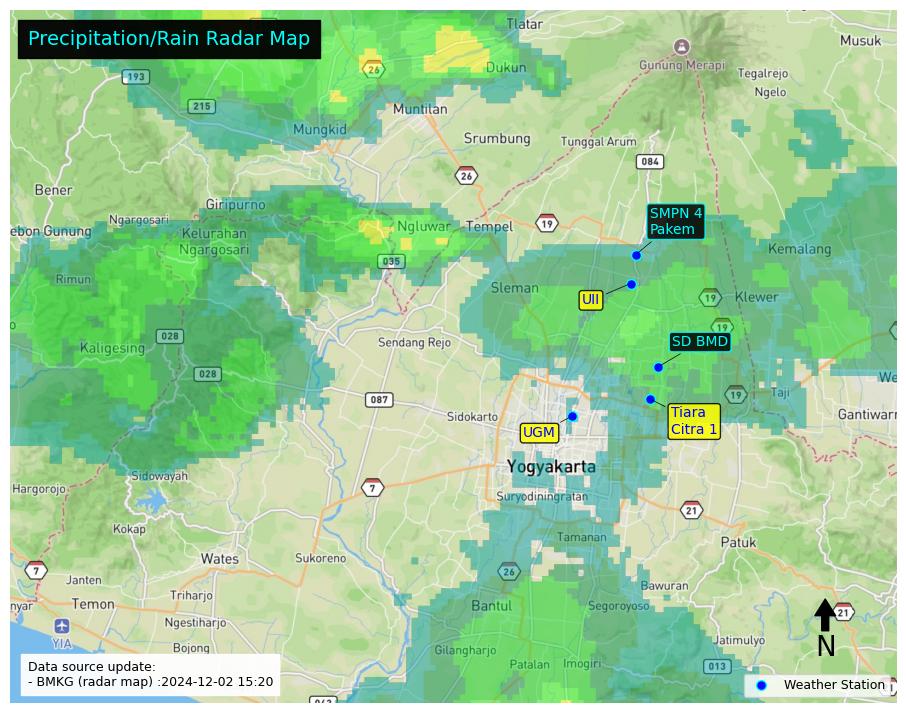 Precipitation/Rain Radar Map
Tlatar
Musuk
Gunung Merapi
Tegalrejo
Ngelo
193
26
Dukun
215
Muntilan
Mungkid
Srumbung
Tunggal Arum
084
26
Bener
Giripurno
Ngargosari
ebon Gunung
Kelurahan
Ngargosari
Ngluwar
Tempel
19
SMPN 4
Pakem
Kemalang
035
Rimun
Sleman
UII
19
Klewer
19
028
Kaligesing
Sendang Rejo
SD BMD
028
We
087
19
Taji
Sidokarto
Tiara
Citra 1
Gantiwarn
UGM
Yogyakarta
Sidowayah
Hargorojo
7
Suryodiningratan
21
Kokap
Tamanan
Patuk
Wates
Sukoreno
7
26
Janten
Bawuran
Triharjo
nyar
Temon
Bantul
Segoroyoso
21
Ngestiharjo
YIA
N
Jatimulyo
Bojong
Gilangharjo
Patalan
Imogiri
013
Data source update:
- BMKG (radar map) :2024-12-02 15:20
Weather Station